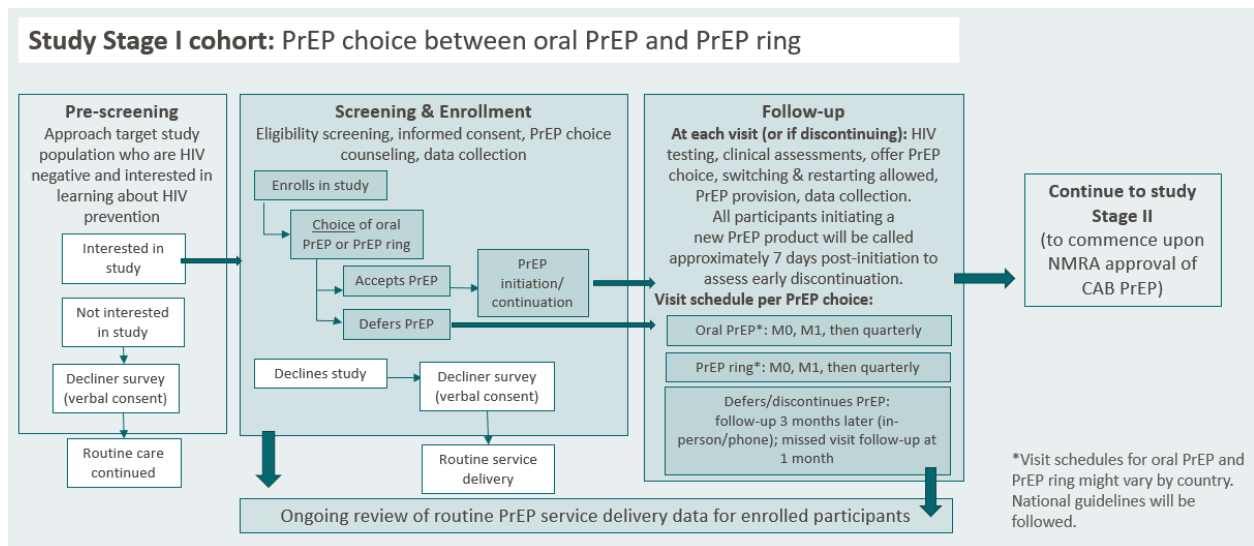 Study Stage I cohort: PrEP choice between oral PrEP and PrEP ring
Pre-screening
Approach target study
population who are HIV
negative and interested in
learning about HIV
prevention
Interested in
study
Not interested
in study
Decliner survey
(verbal consent)
Routine care
continued
Screening & Enrollment
Eligibility screening, informed consent, PrEP choice
counseling, data collection
Enrolls in study
Choice of oral
PrEP or PrEP ring
Accepts PrEP
PrEP
initiation/
continuation
Defers PrEP
Declines study
Decliner survey
(verbal consent)
Routine service
delivery
Follow-up
At each visit (or if discontinuing): HIV
testing, clinical assessments, offer PrEP
choice, switching & restarting allowed,
PrEP provision, data collection.
All participants initiating a
new PrEP product will be called
approximately 7 days post-initiation to
assess early discontinuation.
Visit schedule per PrEP choice:
Oral PrEP*: M0, M1, then quarterly
PrEP ring*: M0, M1, then quarterly
Defers/discontinues PrEP:
follow-up 3 months later (in-
person/phone); missed visit follow-up at
1 month
Continue to study
Stage II
(to commence upon
NMRA approval of
CAB PrEP)
*Visit schedules for oral PrEP and
PrEP ring might vary by country.
National guidelines will be
followed.
Ongoing review of routine PrEP service delivery data for enrolled participants